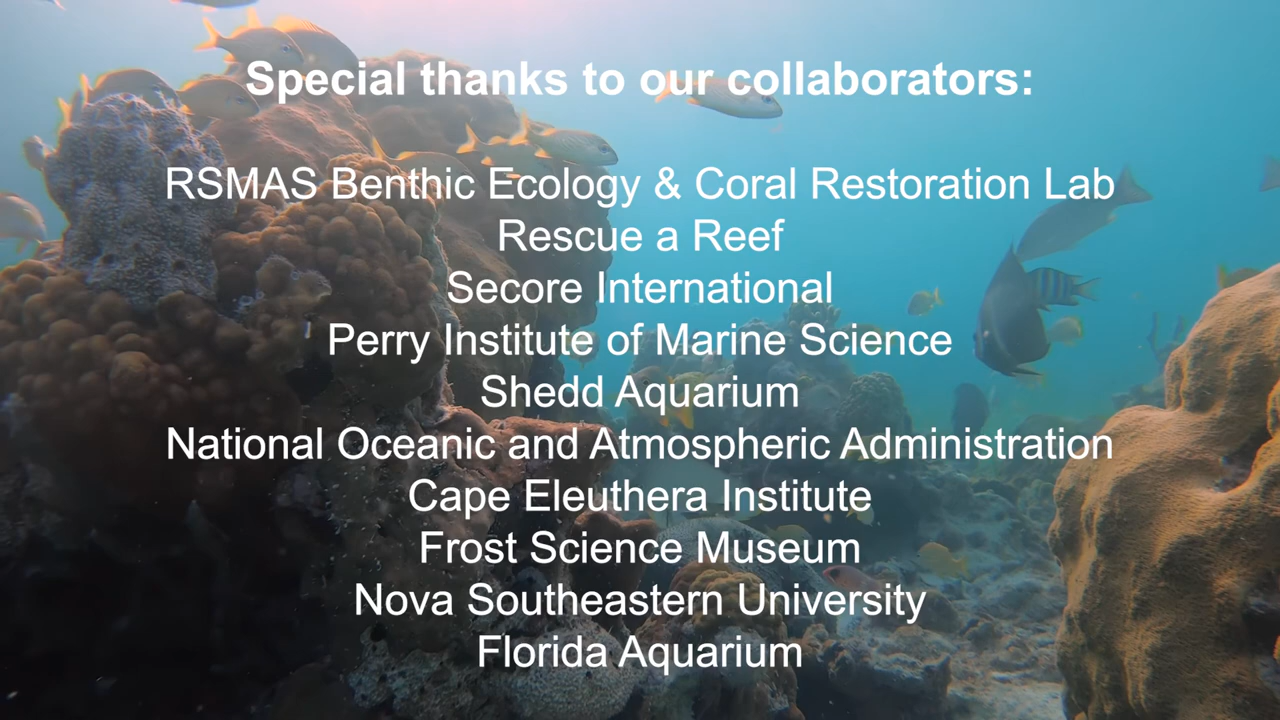 Special thanks to our collaborators:
RSMAS Benthic Ecology & Coral Restoration Lab
Rescue a Reef
Secore International
Perry Institute of Marine Science
Shedd Aquarium
National Oceanic and Atmospheric Administration
Cape Eleuthera Institute
Frost Science Museum
Nova Southeastern University
Florida Aquarium